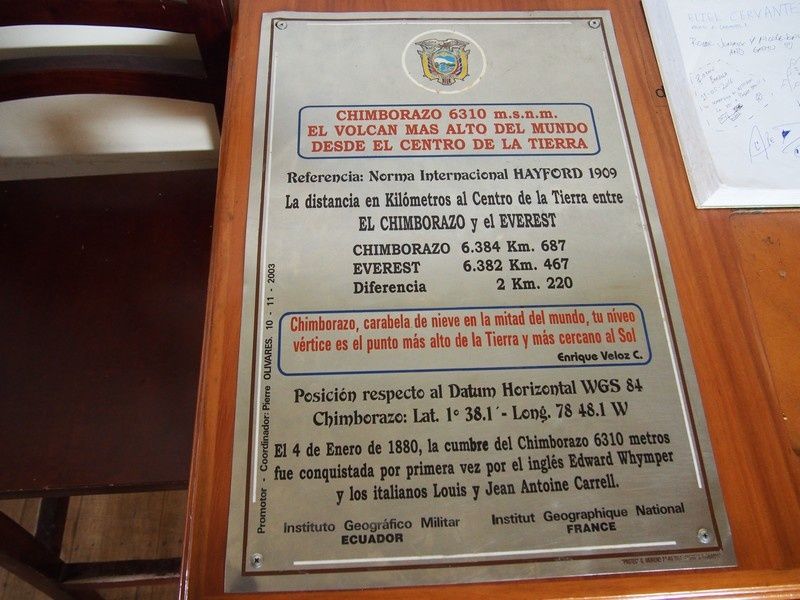 CHIMBORAZO 6310 m.s.n.m.
EL VOLCAN MAS ALTO DEL MUNDO
DESDE EL CENTRO DE LA TIERRA
Referencia: Norma Internacional HAYFORD 1909
La distancia en Kilómetros al Centro de la Tierra entre
EL CHIMBORAZO y el EVEREST
CHIMBORAZO 6.384 Km. 687
EVEREST 6.382 Km. 467
Diferencia 2 Km. 220
Chimborazo, carabela de nieve en la mitad del mundo, tu níveo
vértice es el punto más alto de la Tierra y más cercano al Sol
Enrique Veloz C.
Posición respecto al Datum Horizontal WGS 84
Chimborazo: Lat. 1º 38.1´- Long. 78 48.1 W
El 4 de Enero de 1880, la cumbre del Chimborazo 6310 metros
fue conquistada por primera vez por el inglés Edward Whymper
y los italianos Louis y Jean Antoine Carrell.
Instituto Geográfico Militar
ECUADOR
Institut Geographique National
FRANCE
Promotor - Coordinador: Pierre OLIVARES. 10 - 11 - 2003
ELIEL CERVANTES